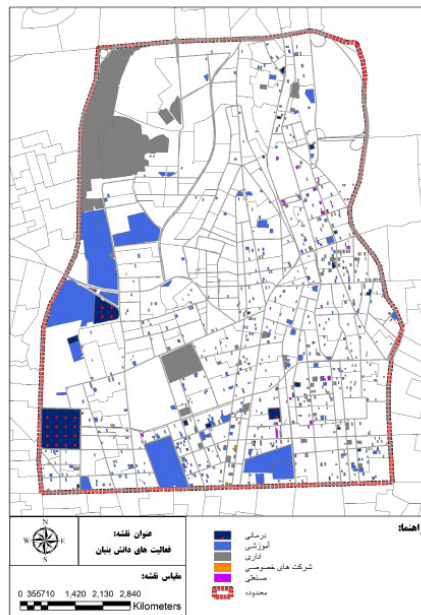 عنوان نقشه:
فعالیت های دانش بنیان
مقیاس نقشه:
0 355710 1,420 2,130 2,840
Kilometers
N
W E
S
راهنما:
درمانی
آموزشی
اداری
شرکت های خصوصی
صنعتی
محدوده